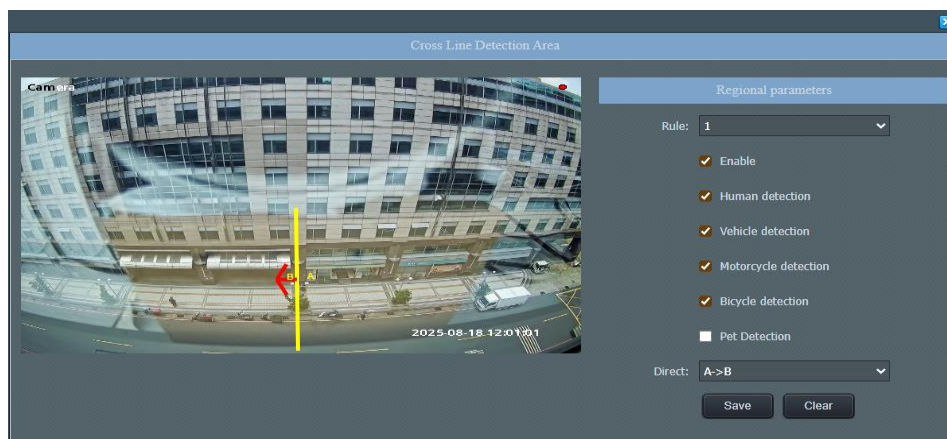 Cross Line Detection Area
Camera
B A
2025-08-18 12:01:01
Regional parameters
Rule: 1
Enable
Human detection
Vehicle detection
Motorcycle detection
Bicycle detection
Pet Detection
Direct: A->B
Save Clear